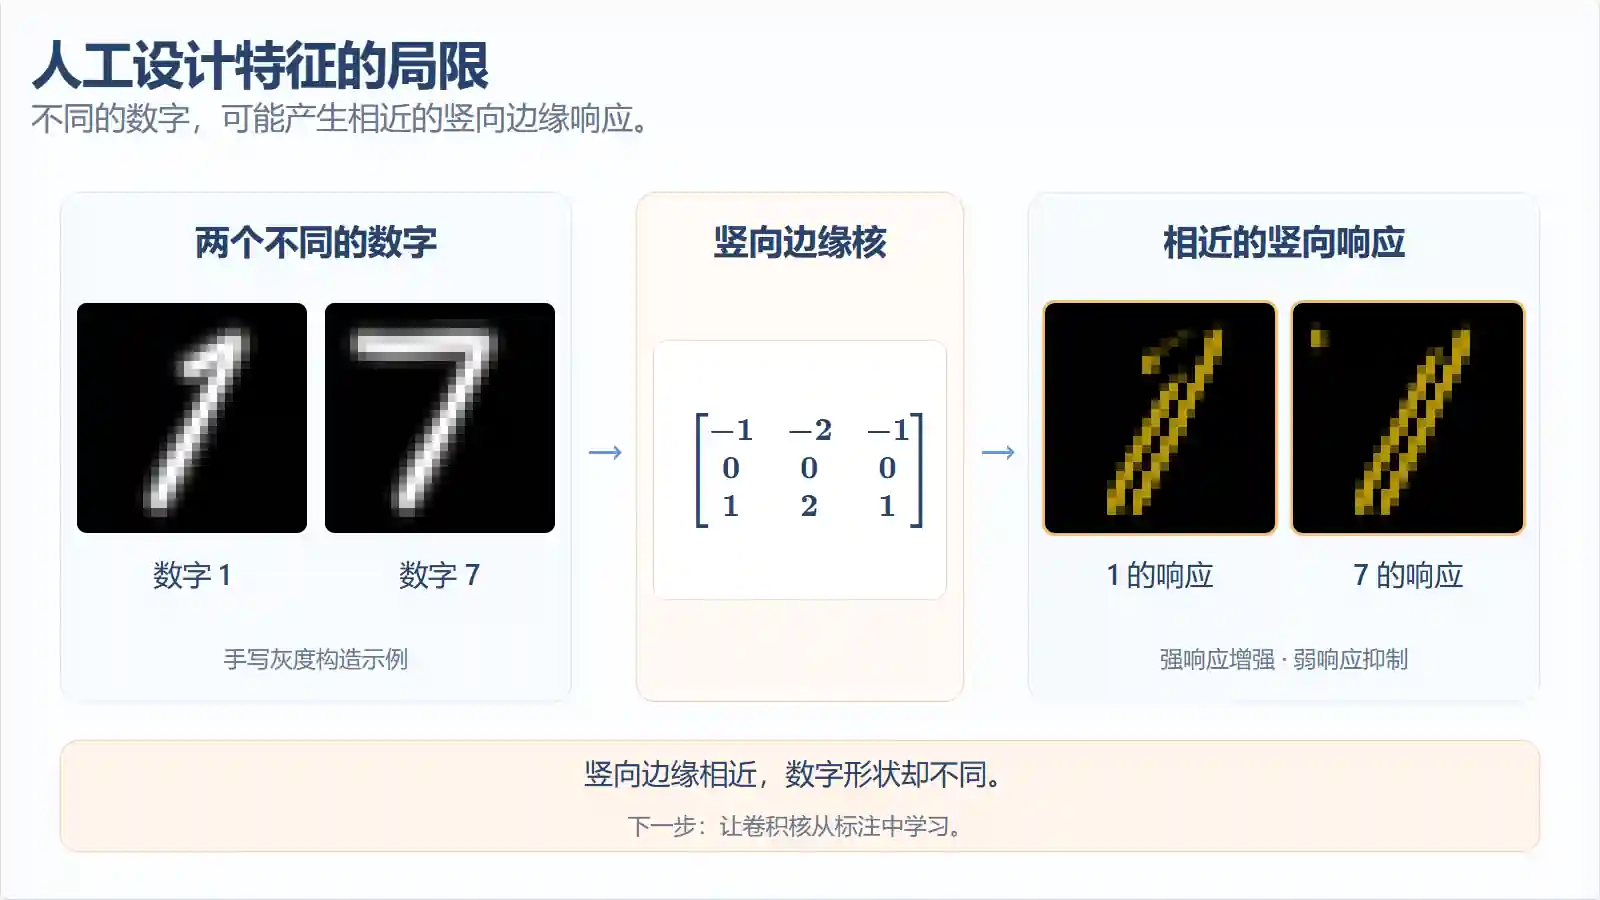 人工设计特征的局限
不同的数字，可能产生相近的竖向边缘响应。
两个不同的数字
数字 1
数字 7
手写灰度构造示例
→
竖向边缘核
−1 −2 −1
0 0 0
1 2 1
→
相近的竖向响应
1 的响应
7 的响应
强响应增强 · 弱响应抑制
竖向边缘相近，数字形状却不同。
下一步：让卷积核从标注中学习。